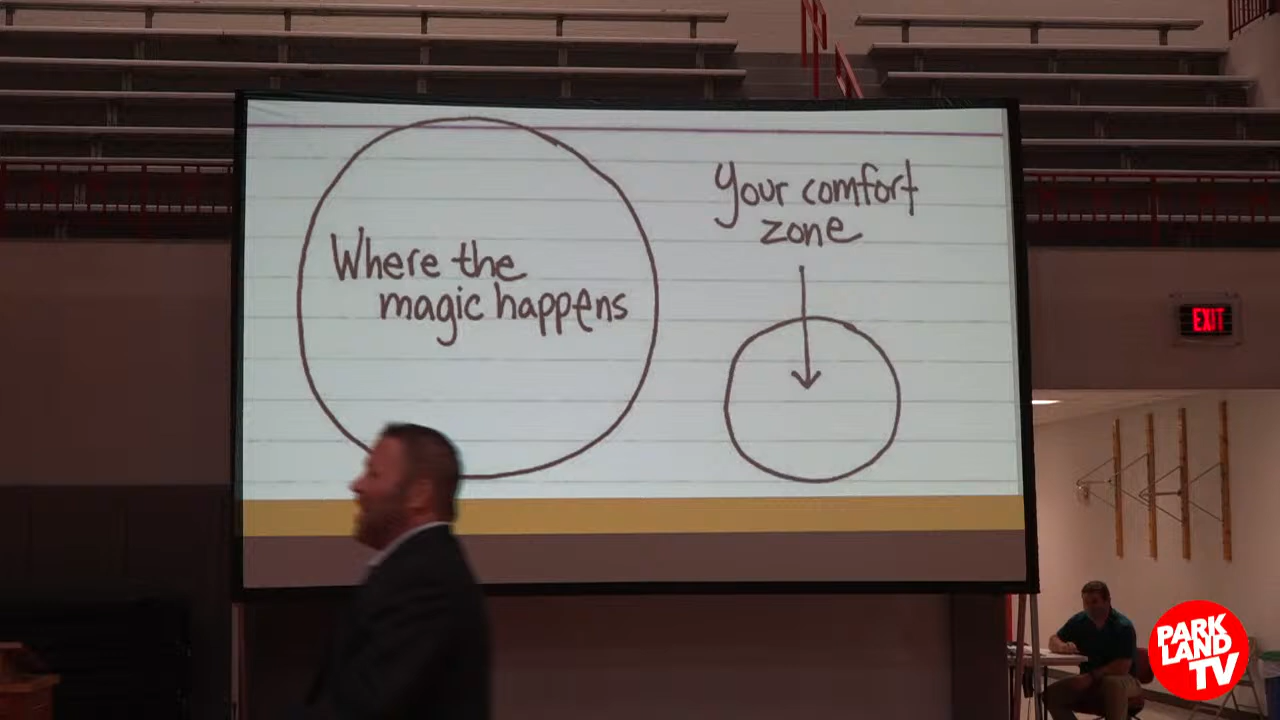 Where the
magic happens
Your comfort
zone
EXIT
PARK
LAND
TV